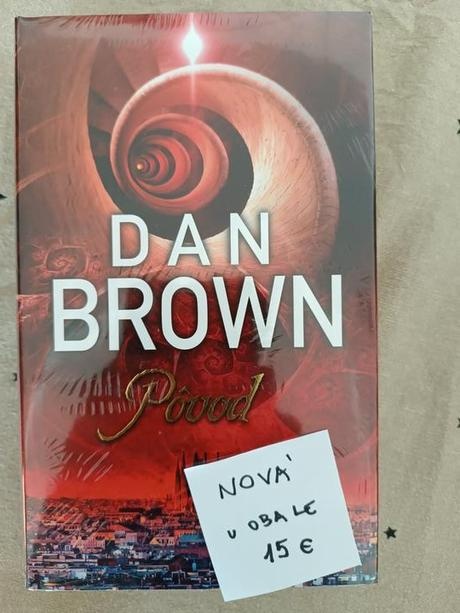 DAN
BROWN
Pôvod
NOVÁ
v OBALE
15 €